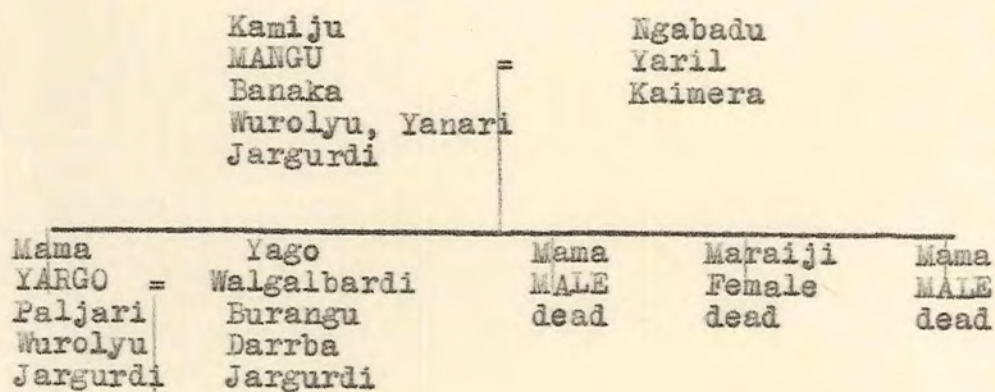 Kamiju Ngabadu
MANGU = Yaril
Banaka Kaimera
Wurolyu, Yanari
Jargurdi
Mama Yago Mama Maraiji Mama
YARGO = Walgalbardi MALE Female MALE
Paljari Burangu dead dead dead
Wurolyu Darrba
Jargurdi Jargurdi